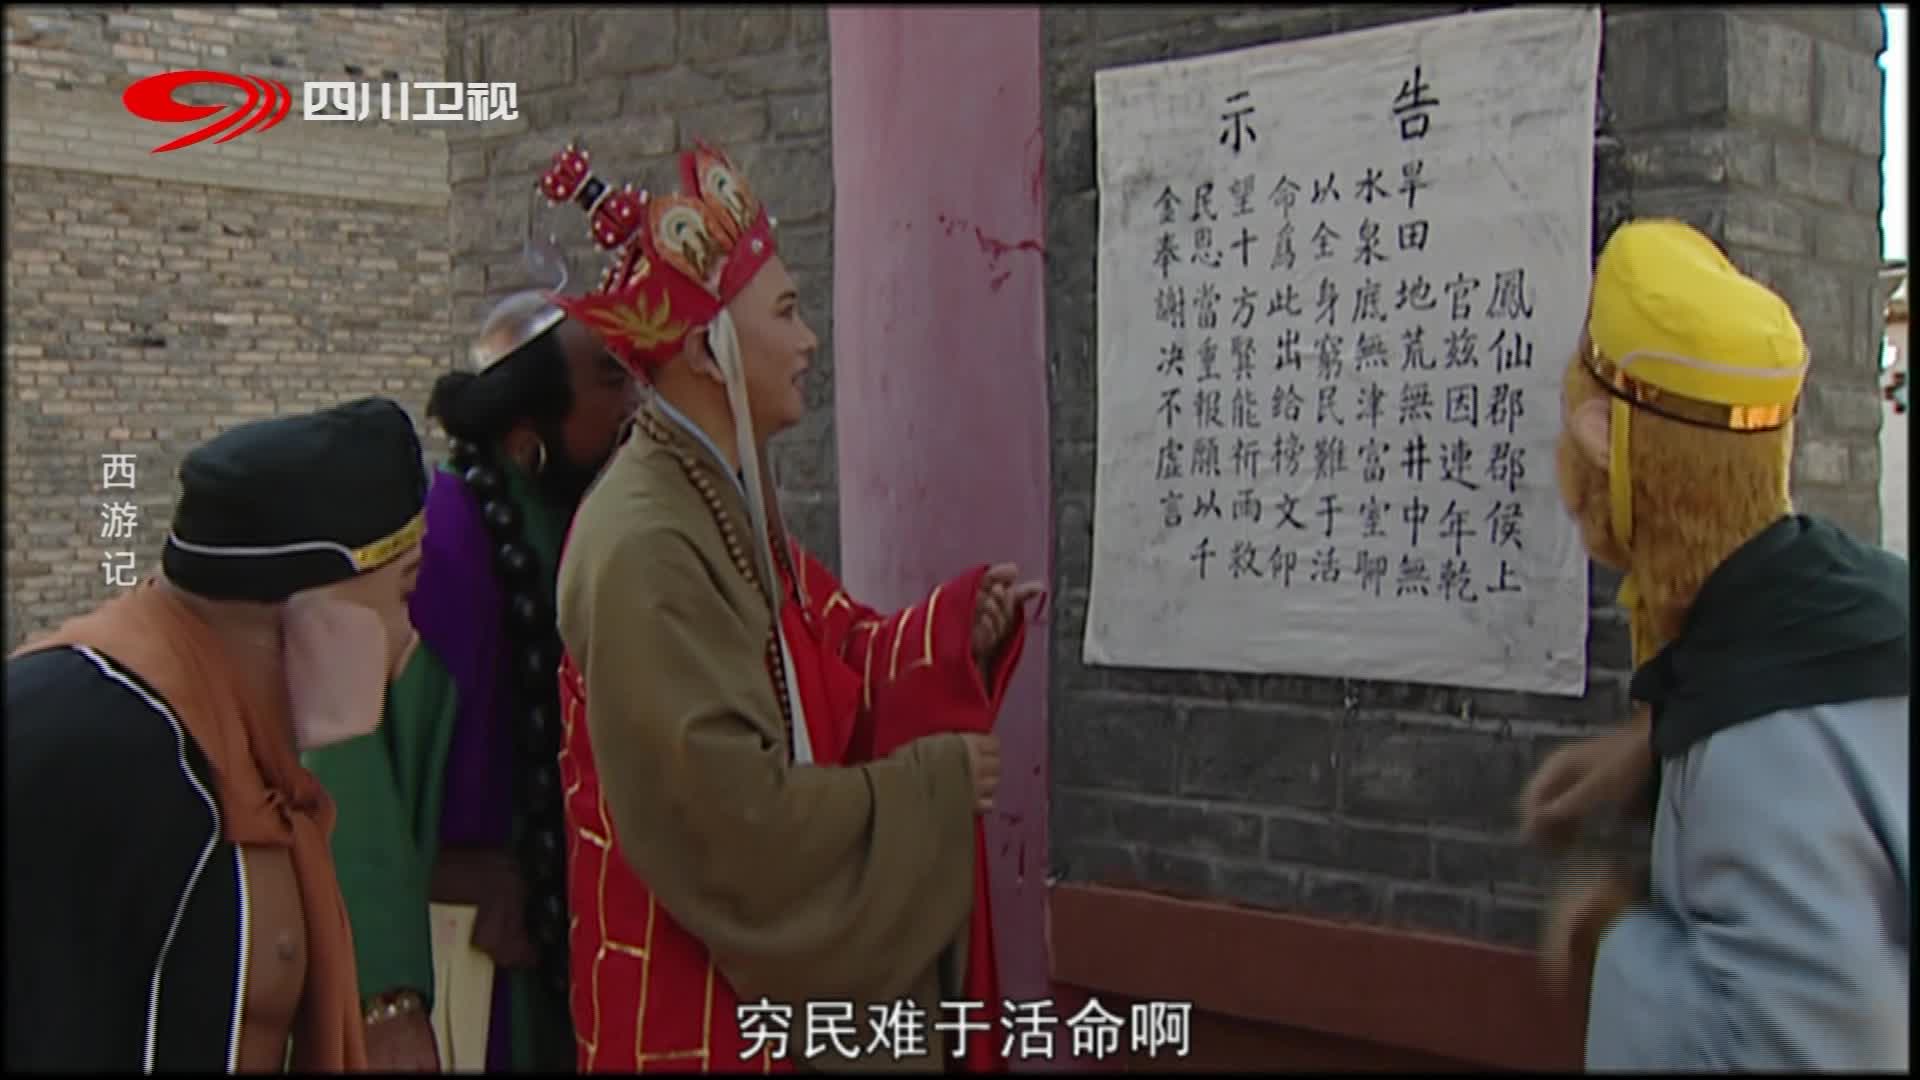 四川卫视
西游记
告示
鳳仙郡郡候上
官兹因連年乾
旱田地荒無井中無
水泉底無津富室聊
以全身窮民難于活
命爲此出給榜文仰
望十方賢能祈雨救
民恩當重報願以千
金奉謝决不虛言
穷民难于活命啊